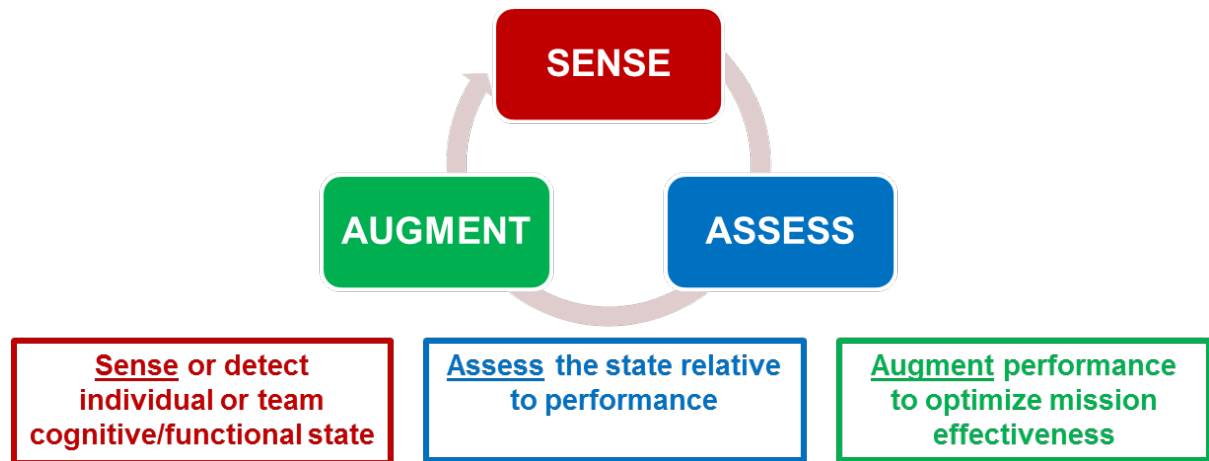 SENSE
AUGMENT
ASSESS
Sense or detect
individual or team
cognitive/functional state
Assess the state relative
to performance
Augment performance
to optimize mission
effectiveness